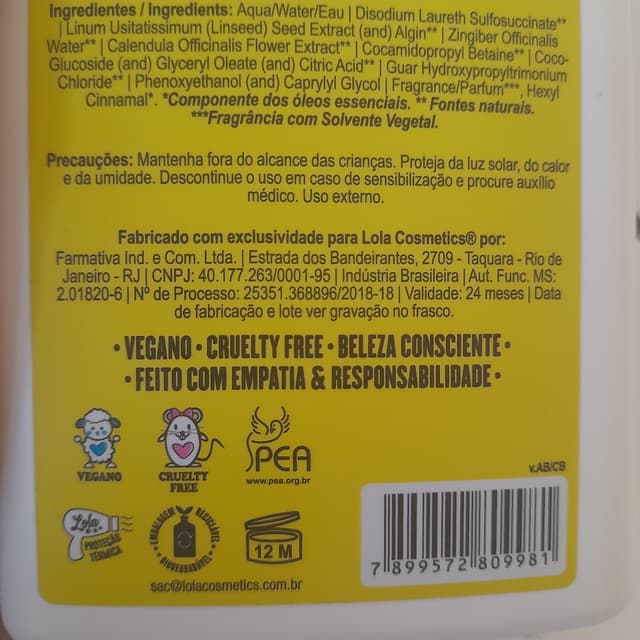 Ingredientes / Ingredients: Aqua/Water/Eau | Disodium Laureth Sulfosuccinate**
| Linum Usitatissimum (Linseed) Seed Extract (and) Algin** | Zingiber Officinalis
Water** | Calendula Officinalis Flower Extract** | Cocamidopropyl Betaine** | Coco-
Glucoside (and) Glyceryl Oleate (and) Citric Acid** | Guar Hydroxypropyltrimonium
Chloride** | Phenoxyethanol (and) Caprylyl Glycol | Fragrance/Parfum***, Hexyl
Cinnamal*. *Componente dos óleos essenciais. ** Fontes naturais.
***Fragrância com Solvente Vegetal.
Precauções: Mantenha fora do alcance das crianças. Proteja da luz solar, do calor
e da umidade. Descontinue o uso em caso de sensibilização e procure auxílio
médico. Uso externo.
Fabricado com exclusividade para Lola Cosmetics® por:
Farmativa Ind. e Com. Ltda. | Estrada dos Bandeirantes, 2709 - Taquara - Rio de
Janeiro - RJ | CNPJ: 40.177.263/0001-95 | Indústria Brasileira | Aut. Func. MS:
2.01820-6 | Nº de Processo: 25351.368896/2018-18 | Validade: 24 meses | Data
de fabricação e lote ver gravação no frasco.
• VEGANO • CRUELTY FREE • BELEZA CONSCIENTE •
• FEITO COM EMPATIA & RESPONSABILIDADE •
VEGANO
CRUELTY
FREE
PEA
www.pea.org.br
v.AB/CB
Lola
PROTEÇÃO
TÉRMICA
EMBALAGEM RECICLÁVEL
BIODEGRADÁVEL
12 M
7 899572 809981
sac@lolacosmetics.com.br